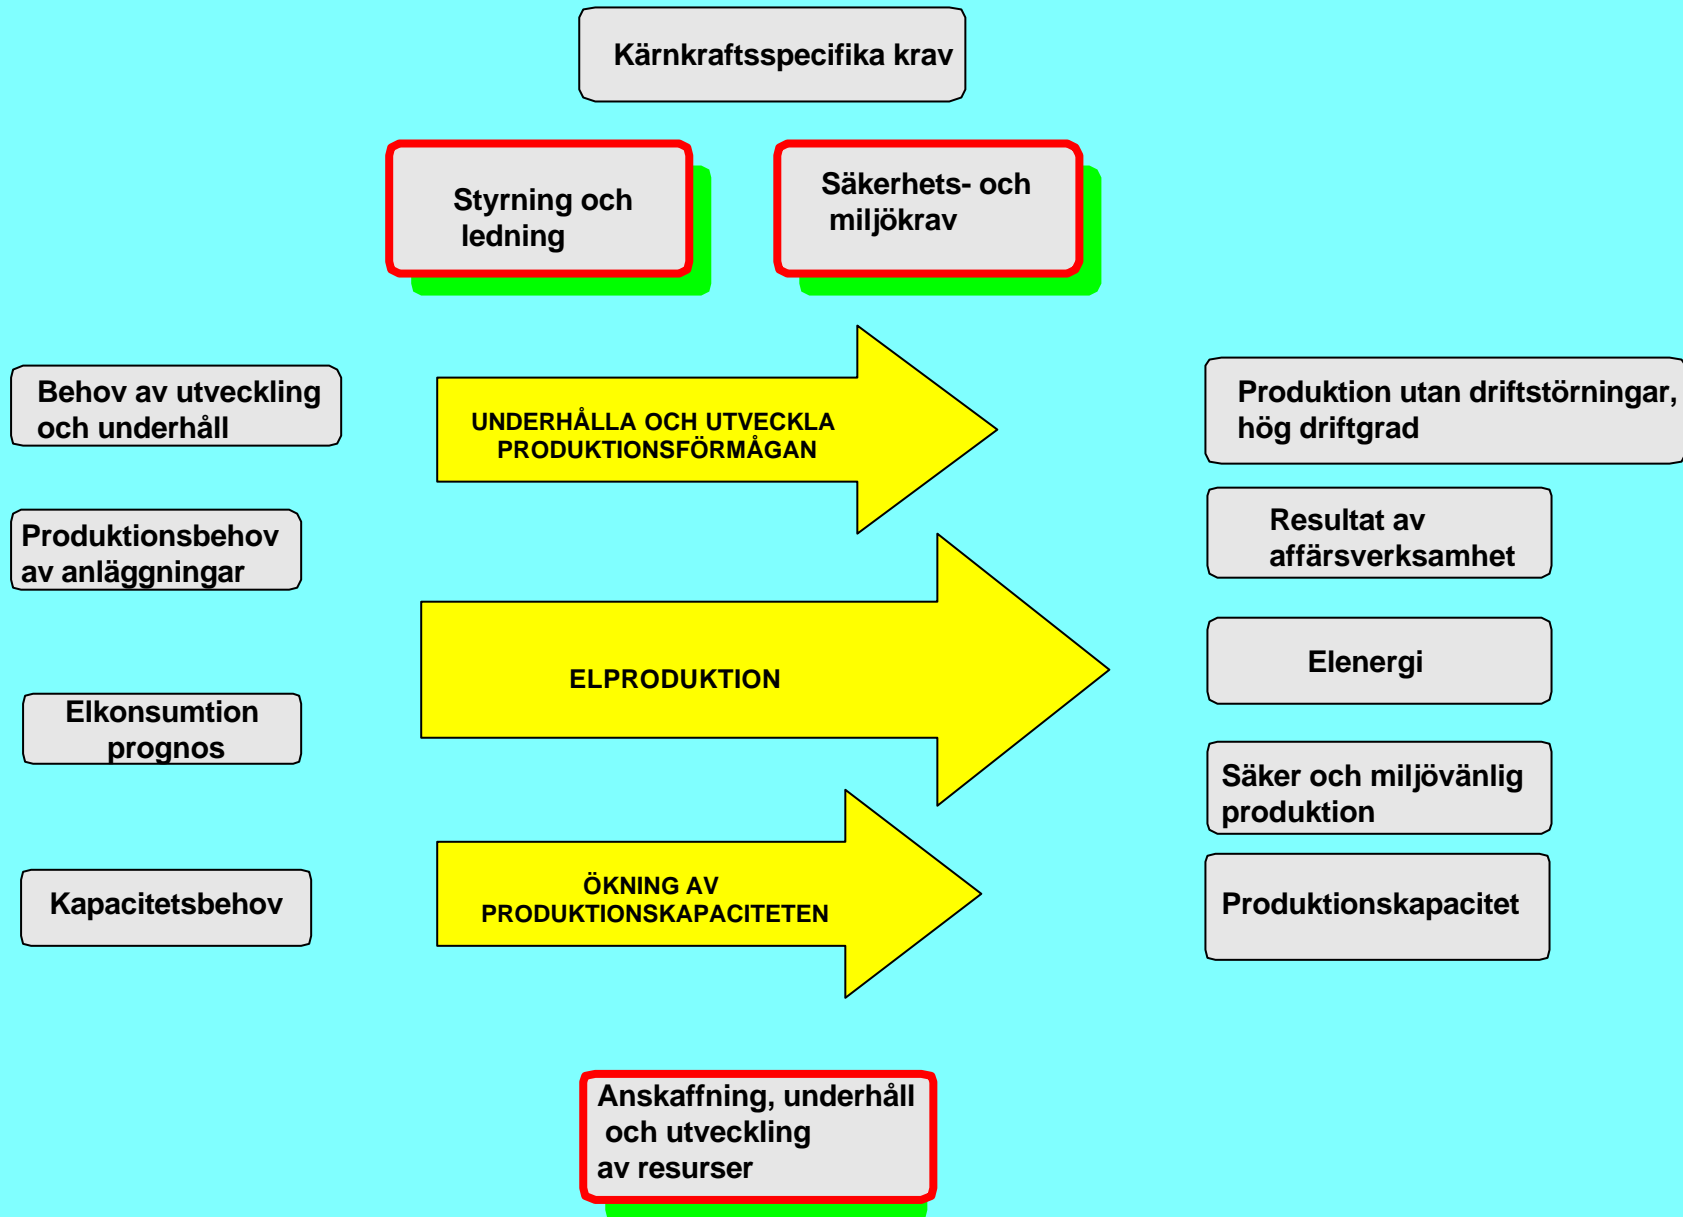 Kärnkraftsspecifika krav
Styrning och
ledning
Säkerhets- och
miljökrav
Behov av utveckling
och underhåll
Produktionsbehov
av anläggningar
Elkonsumtion
prognos
Kapacitetsbehov
UNDERHÅLLA OCH UTVECKLA
PRODUKTIONSFÖRMÅGAN
ELPRODUKTION
ÖKNING AV
PRODUKTIONSKAPACITETEN
Produktion utan driftstörningar,
hög driftgrad
Resultat av
affärsverksamhet
Elenergi
Säker och miljövänlig
produktion
Produktionskapacitet
Anskaffning, underhåll
och utveckling
av resurser